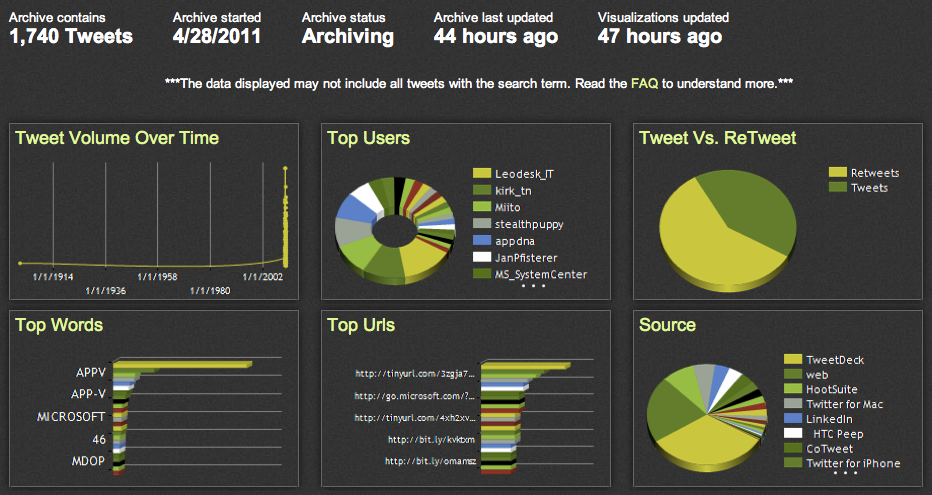 Archive contains
1,740 Tweets
Archive started
4/28/2011
Archive status
Archiving
Archive last updated
44 hours ago
Visualizations updated
47 hours ago
***The data displayed may not include all tweets with the search term. Read the FAQ to understand more.***
Tweet Volume Over Time
1/1/1914
1/1/1936
1/1/1958
1/1/1980
1/1/2002
Top Users
Leodesk_IT
kirk_tn
Miito
stealthpuppy
appdna
JanPfisterer
MS_SystemCenter
• • •
Tweet Vs. ReTweet
Retweets
Tweets
Top Words
APPV
APP-V
MICROSOFT
46
MDOP
Top Urls
http://tinyurl.com/3zgja7...
http://go.microsoft.com/?...
http://tinyurl.com/4xh2xv...
http://bit.ly/kvktxm
http://bit.ly/omamsz
Source
TweetDeck
web
HootSuite
Twitter for Mac
LinkedIn
HTC Peep
CoTweet
Twitter for iPhone
• • •